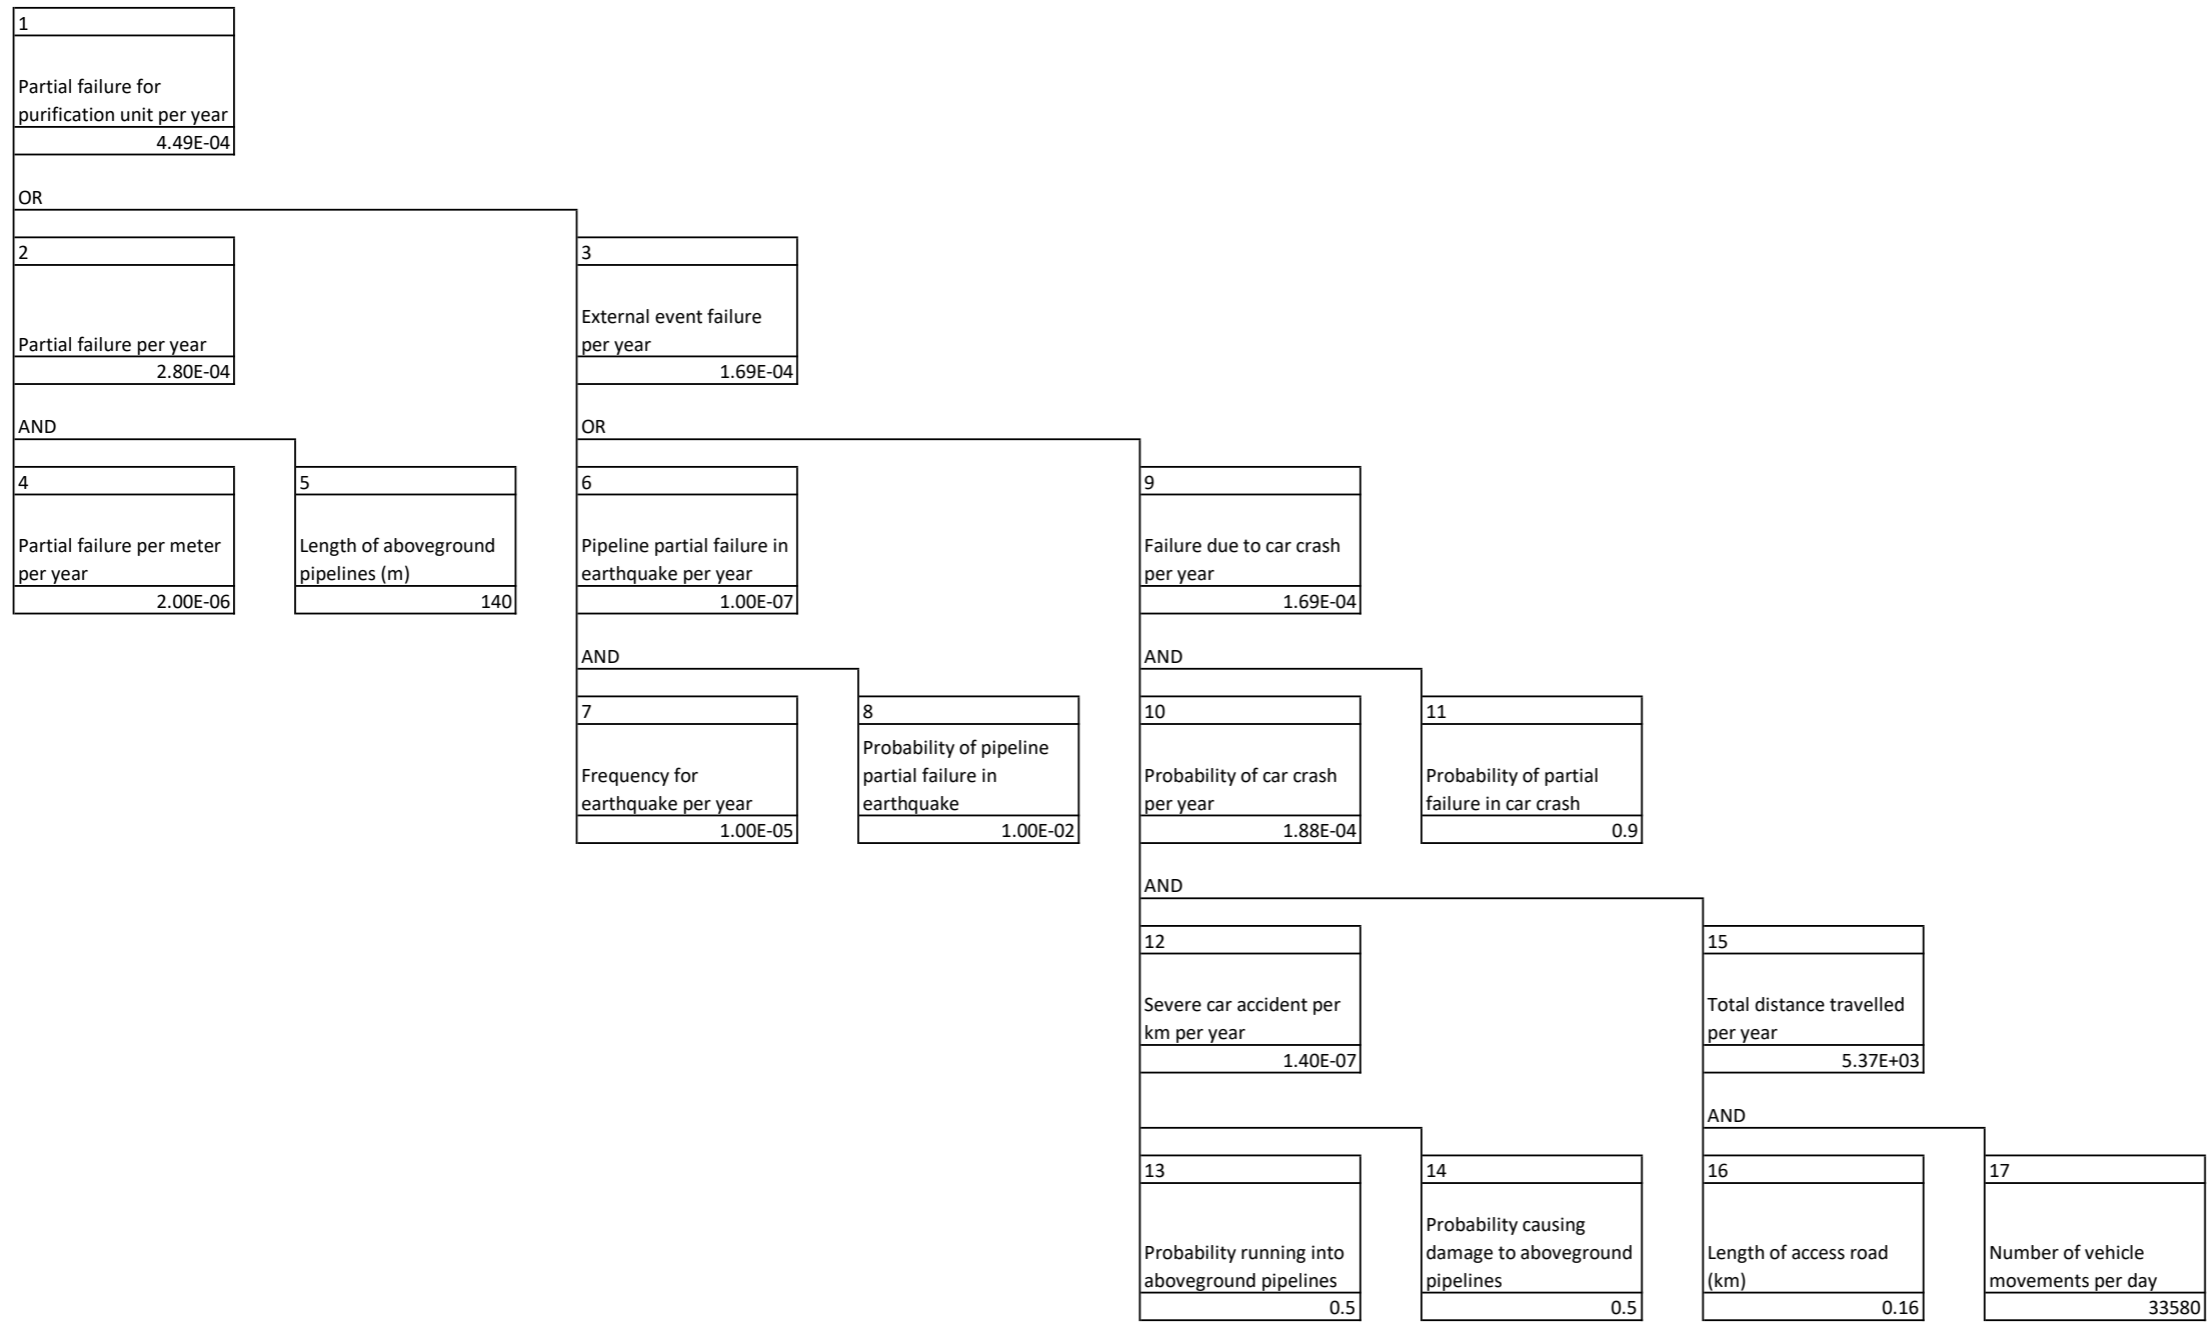 1
Partial failure for
purification unit per year
4.49E-04
OR
2
Partial failure per year
2.80E-04
3
External event failure
per year
1.69E-04
AND
OR
4
Partial failure per meter
per year
2.00E-06
5
Length of aboveground
pipelines (m)
140
6
Pipeline partial failure in
earthquake per year
1.00E-07
9
Failure due to car crash
per year
1.69E-04
AND
AND
7
Frequency for
earthquake per year
1.00E-05
8
Probability of pipeline
partial failure in
earthquake
1.00E-02
10
Probability of car crash
per year
1.88E-04
11
Probability of partial
failure in car crash
0.9
AND
12
Severe car accident per
km per year
1.40E-07
15
Total distance travelled
per year
5.37E+03
AND
13
Probability running into
aboveground pipelines
0.5
14
Probability causing
damage to aboveground
pipelines
0.5
16
Length of access road
(km)
0.16
17
Number of vehicle
movements per day
33580